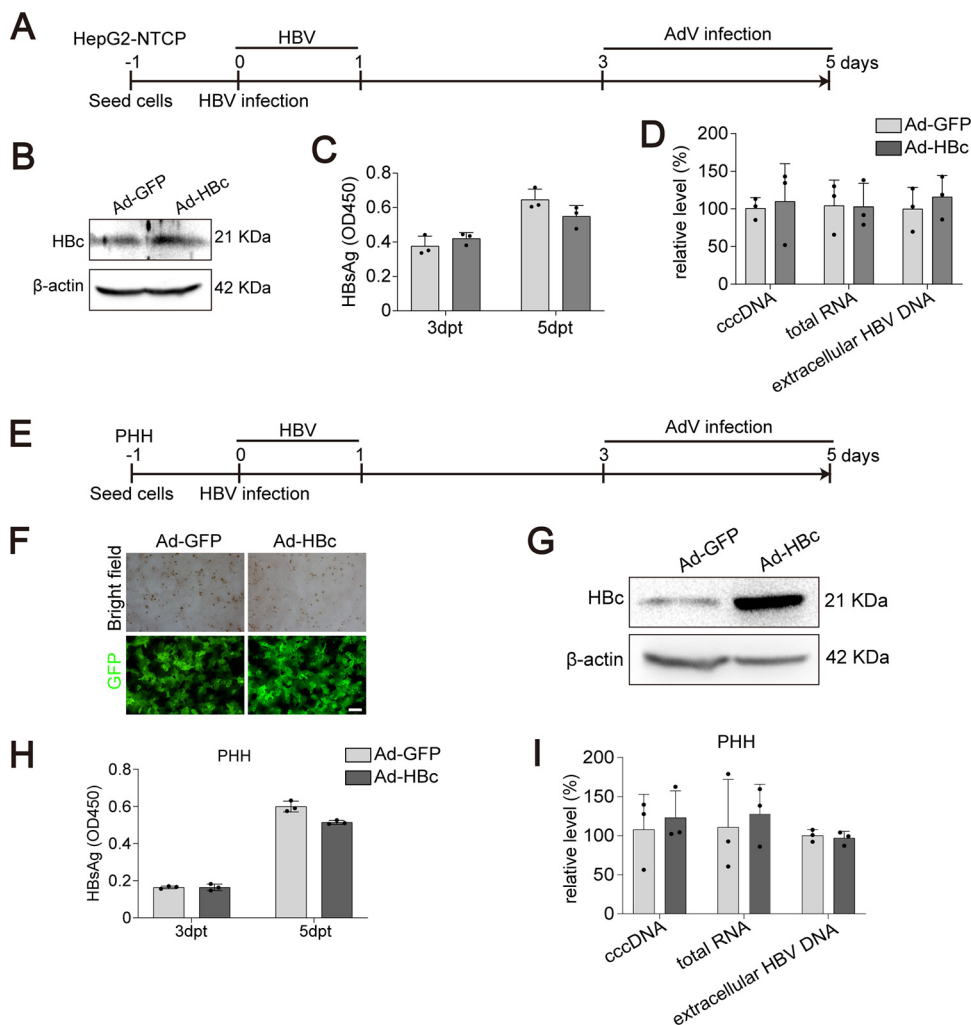 A
HepG2-NTCP
HBV
AdV infection
-1
0
1
3
5 days
Seed cells
HBV infection
B
Ad-GFP
Ad-HBc
HBc
21 KDa
β-actin
42 KDa
C
HBsAg (OD450)
0.8
0.6
0.4
0.2
0
3dpt
5dpt
D
Ad-GFP
Ad-HBc
relative level (%)
200
150
100
50
0
cccDNA
total RNA
extracellular HBV DNA
E
PHH
HBV
AdV infection
-1
0
1
3
5 days
Seed cells
HBV infection
F
Ad-GFP
Ad-HBc
Bright field
GFP
G
Ad-GFP
Ad-HBc
HBc
21 KDa
β-actin
42 KDa
H
PHH
Ad-GFP
Ad-HBc
HBsAg (OD450)
0.8
0.6
0.4
0.2
0
3dpt
5dpt
I
PHH
relative level (%)
200
150
100
50
0
cccDNA
total RNA
extracellular HBV DNA